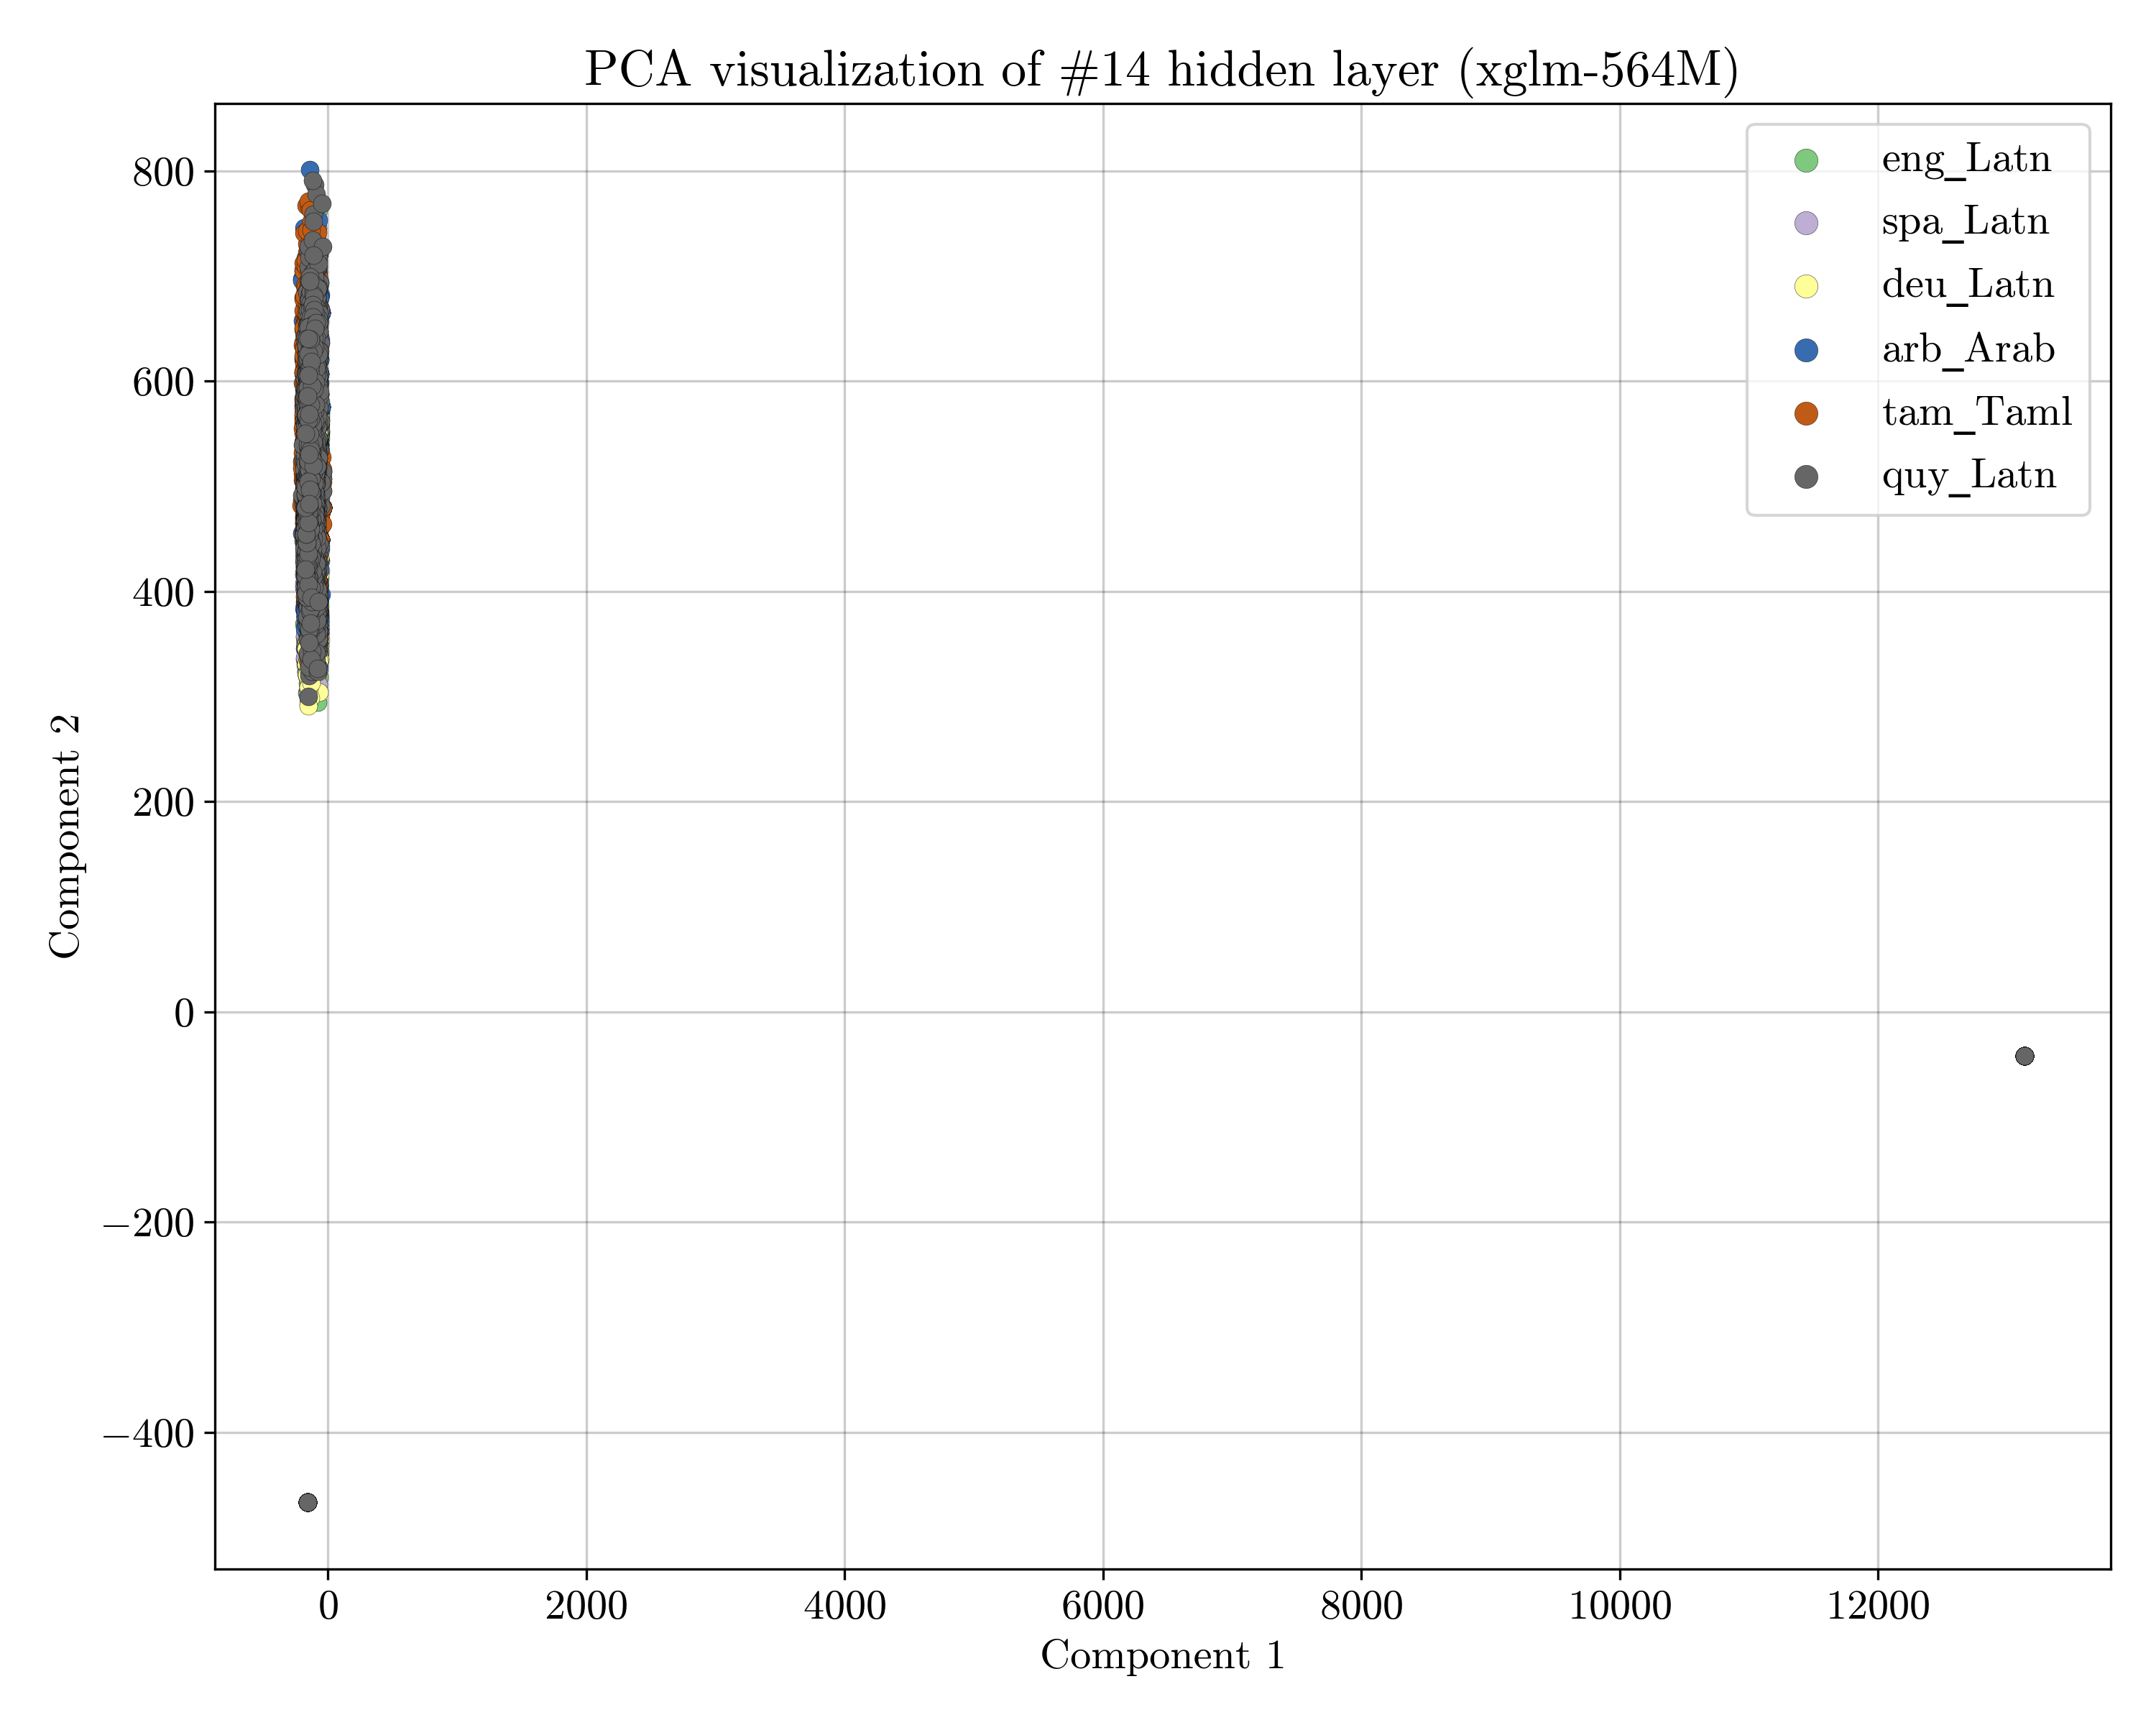 PCA visualization of #14 hidden layer (xglm-564M)
eng_Latn
spa_Latn
deu_Latn
arb_Arab
tam_Taml
quy_Latn
800
600
400
200
0
−200
−400
Component 2
0 2000 4000 6000 8000 10000 12000
Component 1